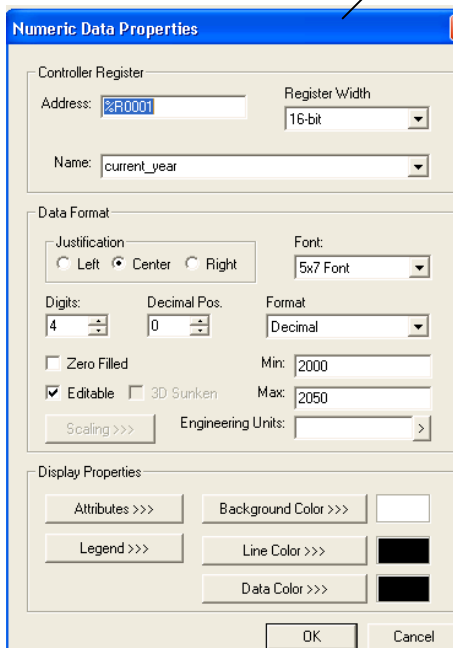 Numeric Data Properties
Controller Register
Address: %R0001
Register Width
16-bit
Name: current_year
Data Format
Justification
Left Center Right
Font:
5x7 Font
Digits: Decimal Pos. Format
4 0 Decimal
Zero Filled Min: 2000
Editable 3D Sunken Max: 2050
Scaling >>> Engineering Units: >
Display Properties
Attributes >>> Background Color >>>
Legend >>> Line Color >>>
Data Color >>>
OK Cancel